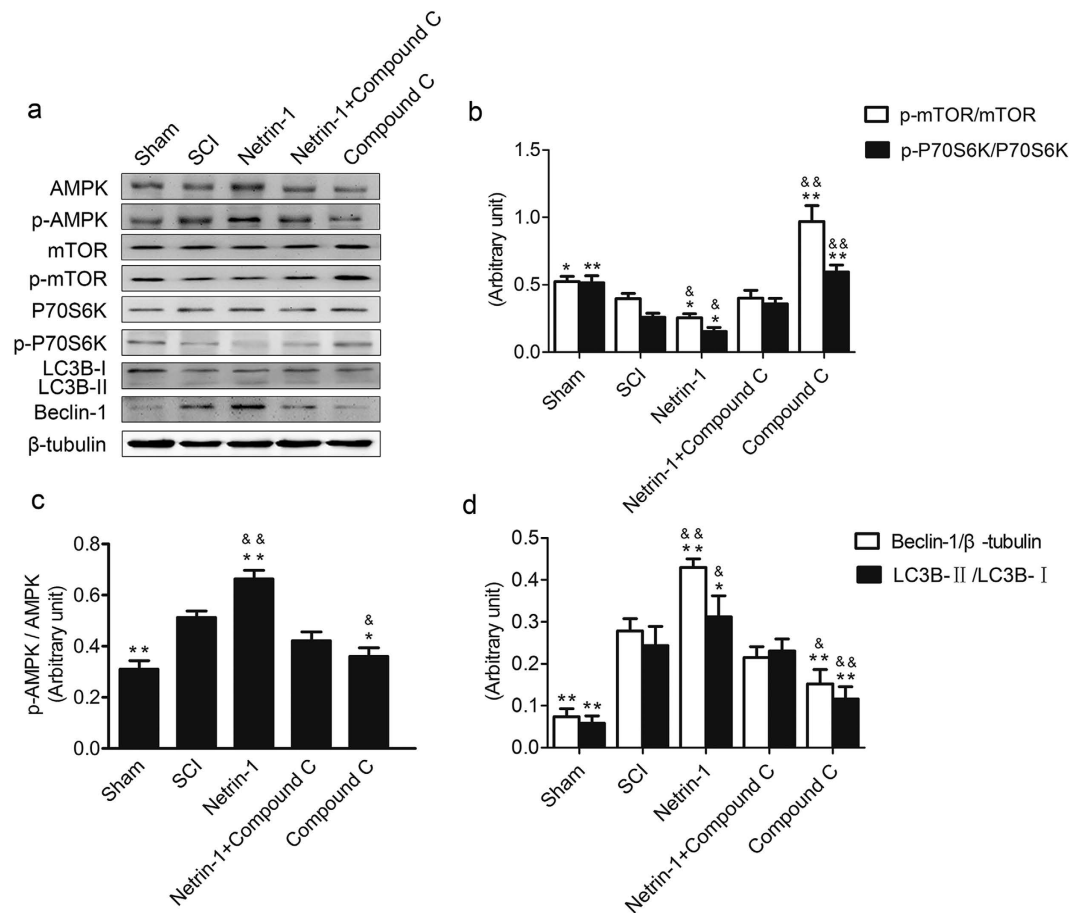 a
Sham
SCI
Netrin-1
Netrin-1+Compound C
Compound C
AMPK
p-AMPK
mTOR
p-mTOR
P70S6K
p-P70S6K
LC3B-I
LC3B-II
Beclin-1
β-tubulin
b
p-mTOR/mTOR
p-P70S6K/P70S6K
(Arbitrary unit)
1.5
1.0
0.5
0.0
* **
& &
* *
&& &&
** **
Sham
SCI
Netrin-1
Netrin-1+Compound C
Compound C
c
p-AMPK / AMPK
(Arbitrary unit)
0.8
0.6
0.4
0.2
0.0
**
&&
**
&
*
Sham
SCI
Netrin-1
Netrin-1+Compound C
Compound C
d
Beclin-1/β -tubulin
LC3B-Ⅱ/LC3B-Ⅰ
(Arbitrary unit)
0.5
0.4
0.3
0.2
0.1
0.0
** **
&& &
** *
& &&
** **
Sham
SCI
Netrin-1
Netrin-1+Compound C
Compound C